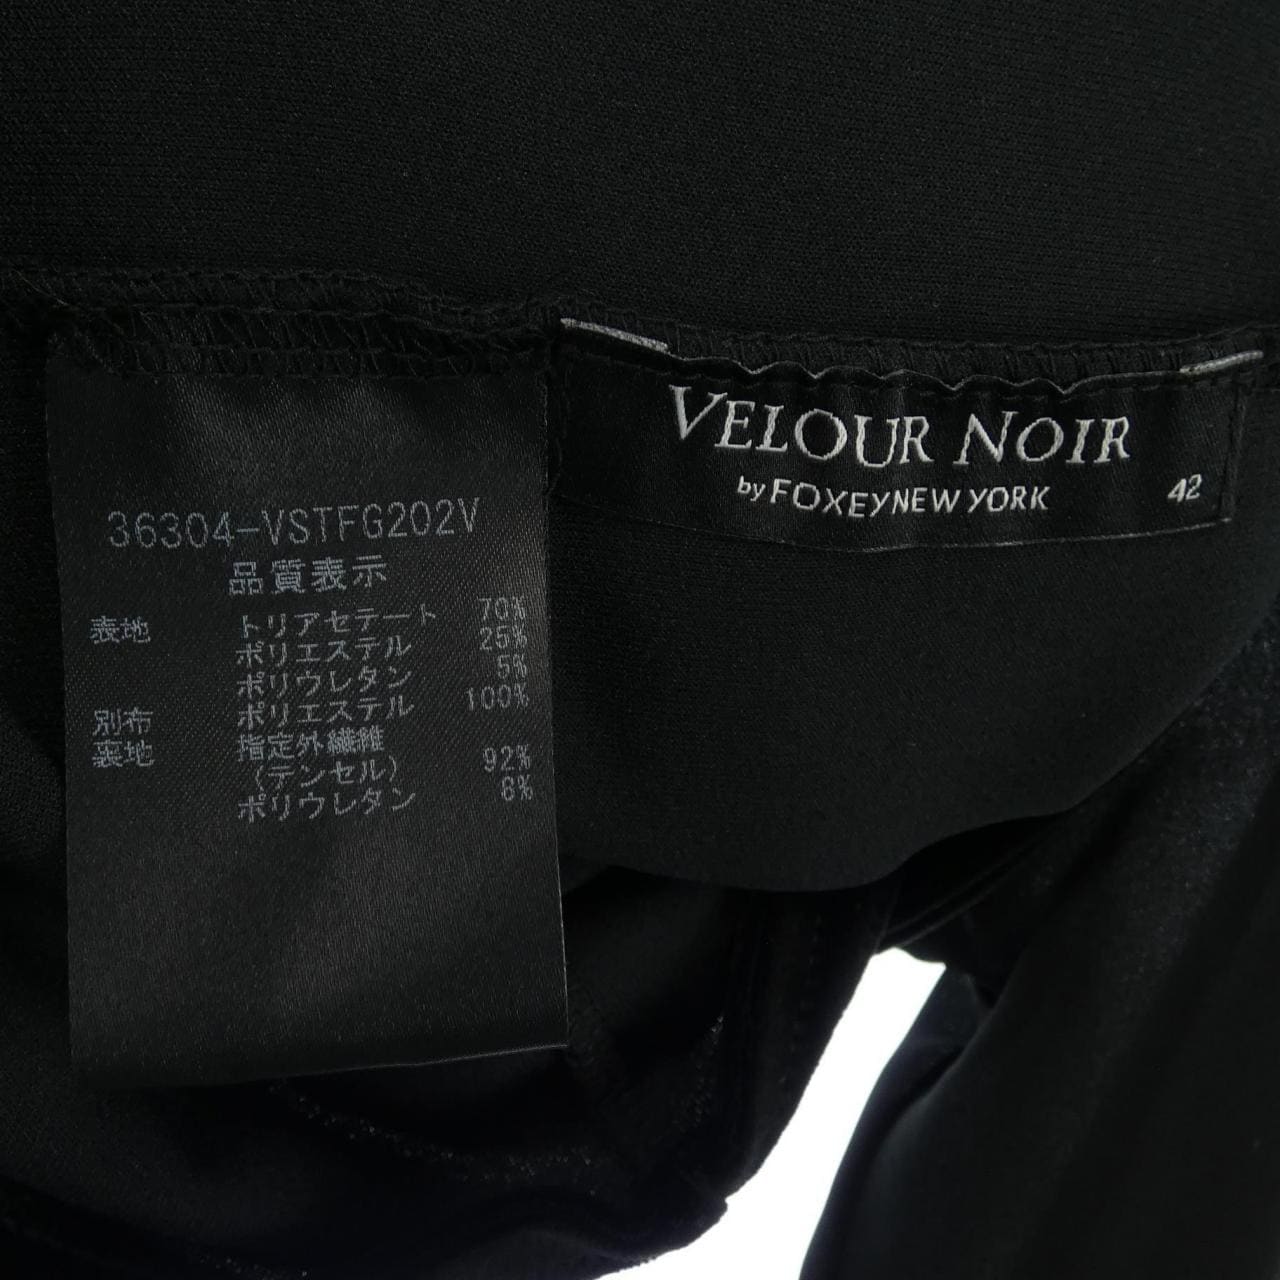 36304-VSTFG202V
品質表示
表地 トリアセテート 70%
ポリエステル 25%
ポリウレタン 5%
別布 ポリエステル 100%
裏地 指定外繊維
(テンセル) 92%
ポリウレタン 8%
VELOUR NOIR
by FOXEY NEW YORK 42